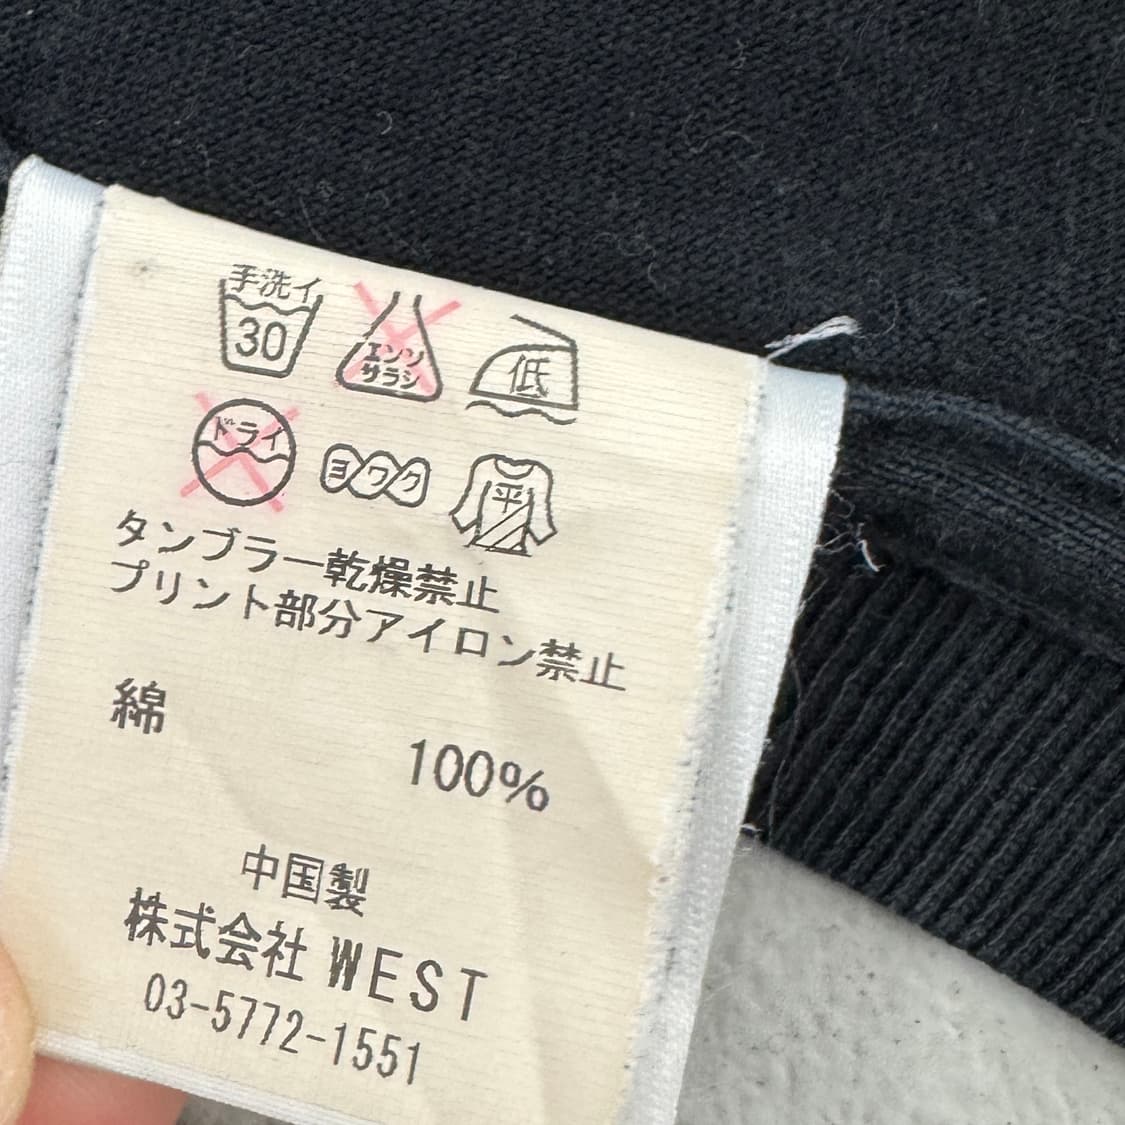 手洗イ
30
エンソ
サラシ
低
ドライ
ヨワク
平
タンブラー乾燥禁止
プリント部分アイロン禁止
綿
100%
中国製
株式会社 WEST
03-5772-1551